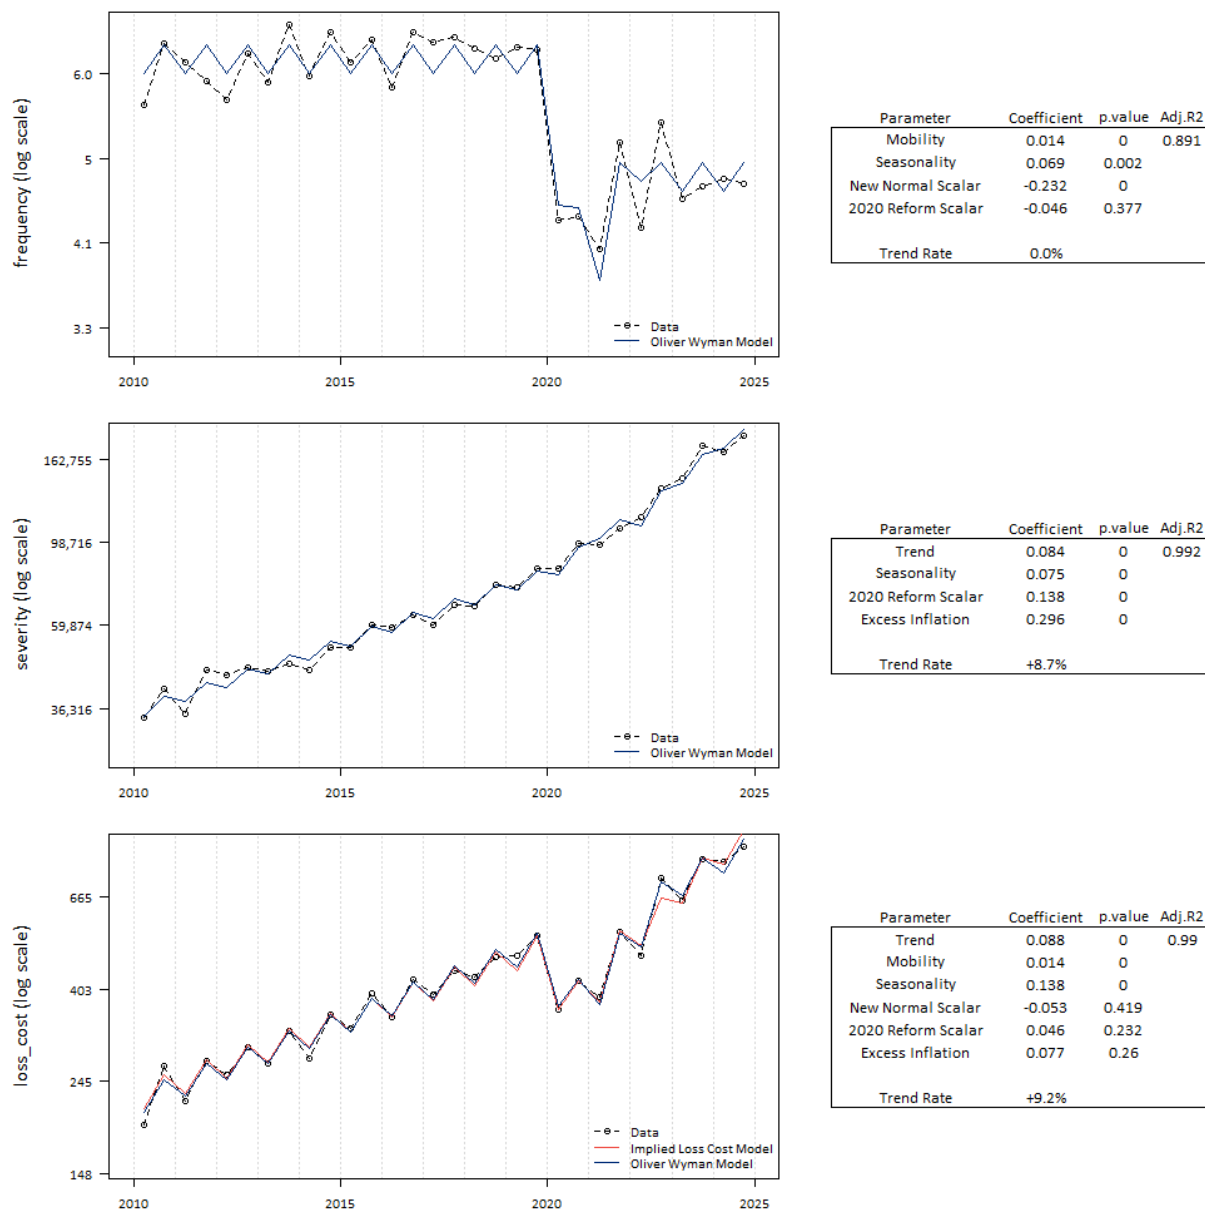 frequency (log scale)
6.0
5
4.1
3.3
Data
Oliver Wyman Model
2010 2015 2020 2025
Parameter Coefficient p.value Adj.R2
Mobility 0.014 0 0.891
Seasonality 0.069 0.002
New Normal Scalar -0.232 0
2020 Reform Scalar -0.046 0.377
Trend Rate 0.0%
severity (log scale)
162,755
98,716
59,874
36,316
Data
Oliver Wyman Model
2010 2015 2020 2025
Parameter Coefficient p.value Adj.R2
Trend 0.084 0 0.992
Seasonality 0.075 0
2020 Reform Scalar 0.138 0
Excess Inflation 0.296 0
Trend Rate +8.7%
loss_cost (log scale)
665
403
245
148
Data
Implied Loss Cost Model
Oliver Wyman Model
2010 2015 2020 2025
Parameter Coefficient p.value Adj.R2
Trend 0.088 0 0.99
Mobility 0.014 0
Seasonality 0.138 0
New Normal Scalar -0.053 0.419
2020 Reform Scalar 0.046 0.232
Excess Inflation 0.077 0.26
Trend Rate +9.2%